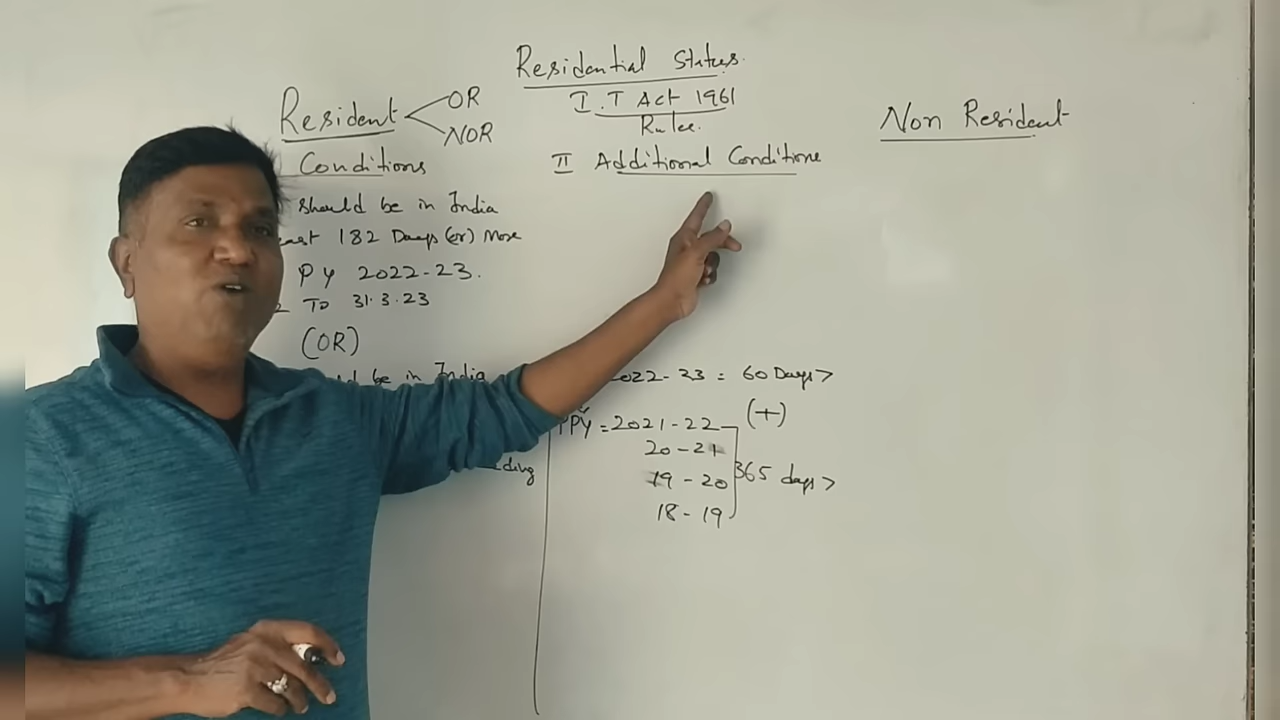 Residential Status.
I.T Act 1961
Rules.
Resident
OR
NOR
Conditions
should be in India
182 Days (or) More
PY 2022-23.
To 31.3.23
(OR)
be in India
II Additional Conditions
2022-23 = 60 Days >
(+)
PPY = 2021-22
20-21
19-20
18-19
365 days >
Non Resident